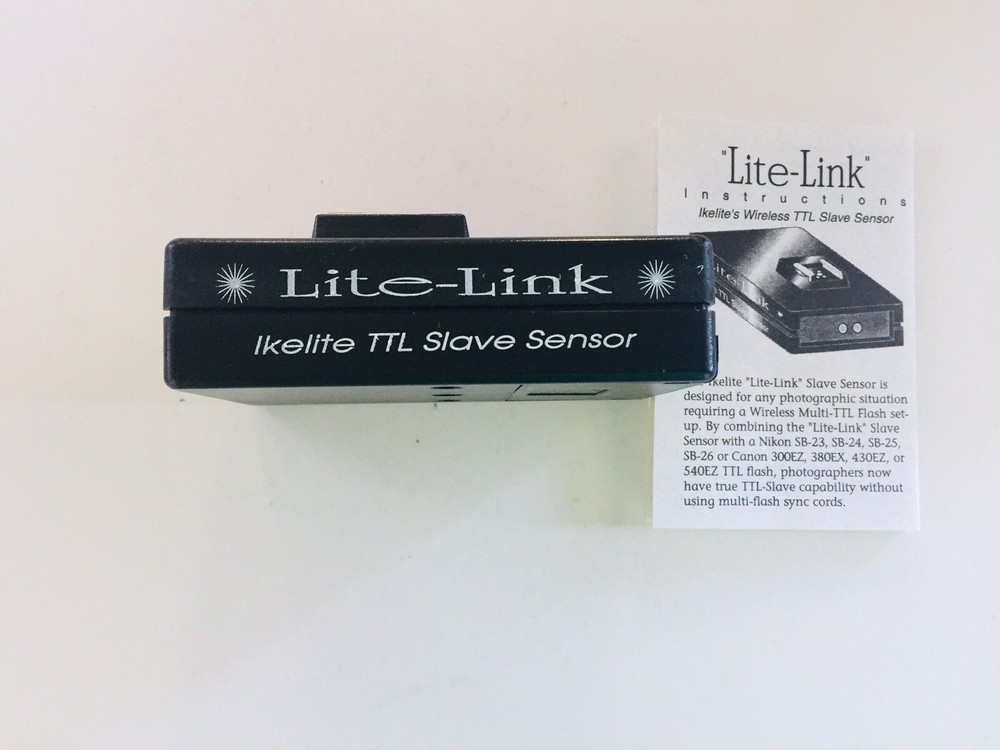 Lite-Link
Ikelite TTL Slave Sensor
"Lite-Link"
Instructions
Ikelite's Wireless TTL Slave Sensor
Ikelite "Lite-Link" Slave Sensor is
designed for any photographic situation
requiring a Wireless Multi-TTL Flash set-
up. By combining the "Lite-Link" Slave
Sensor with a Nikon SB-23, SB-24, SB-25,
SB-26 or Canon 300EZ, 380EX, 430EZ, or
540EZ TTL flash, photographers now
have true TTL-Slave capability without
using multi-flash sync cords.